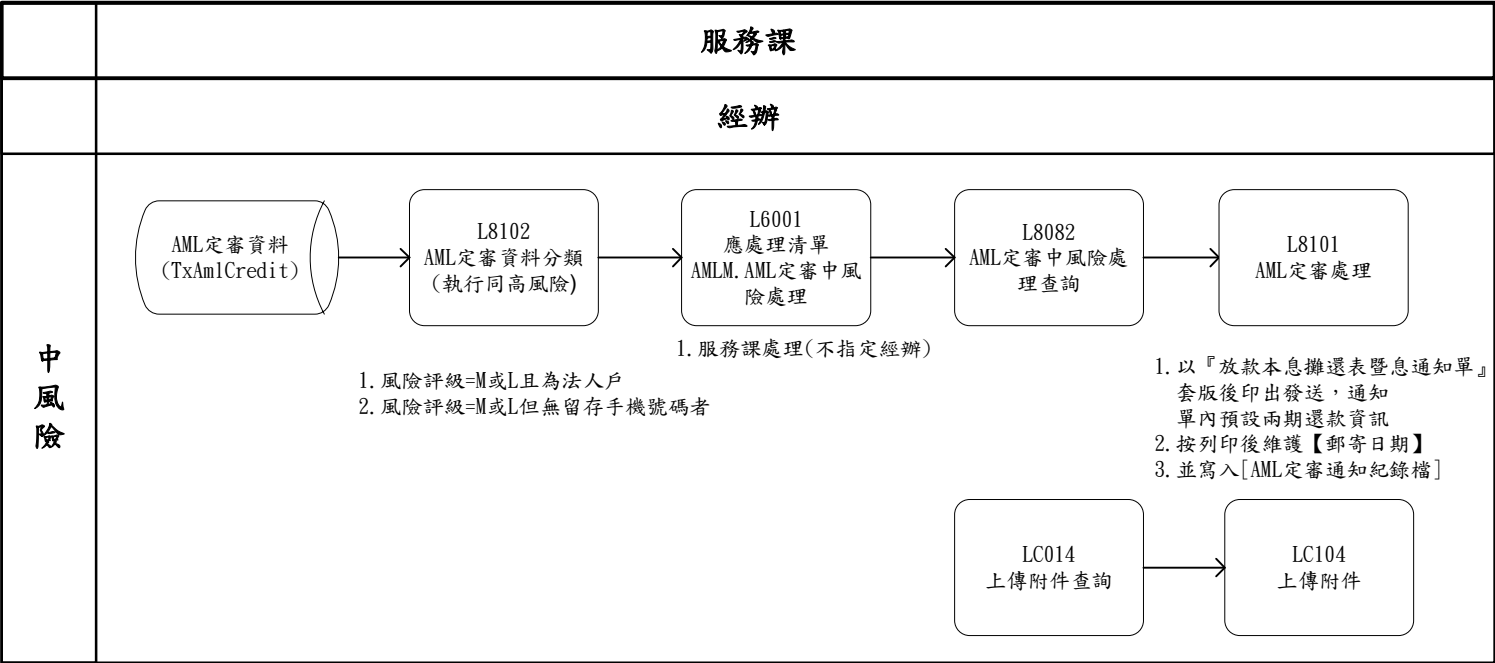 服務課
經辦
中
風
險
AML定審資料
(TxAmlCredit)
L8102
AML定審資料分類
(執行同高風險)
1.風險評級=M或L且為法人戶
2.風險評級=M或L但無留存手機號碼者
L6001
應處理清單
AMLM.AML定審中風
險處理
1.服務課處理(不指定經辦)
L8082
AML定審中風險處
理查詢
L8101
AML定審處理
1.以『放款本息攤還表暨息通知單』
套版後印出發送，通知
單內預設兩期還款資訊
2.按列印後維護【郵寄日期】
3.並寫入[AML定審通知紀錄檔]
LC014
上傳附件查詢
LC104
上傳附件